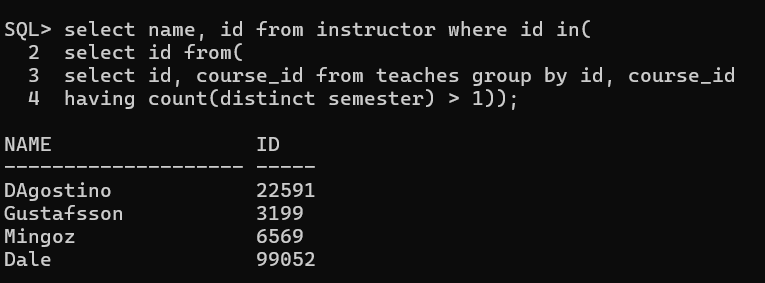 SQL> select name, id from instructor where id in(
  2  select id from(
  3  select id, course_id from teaches group by id, course_id
  4  having count(distinct semester) > 1));

NAME                 ID
-------------------- -----
DAgostino            22591
Gustafsson           3199
Mingoz               6569
Dale                 99052